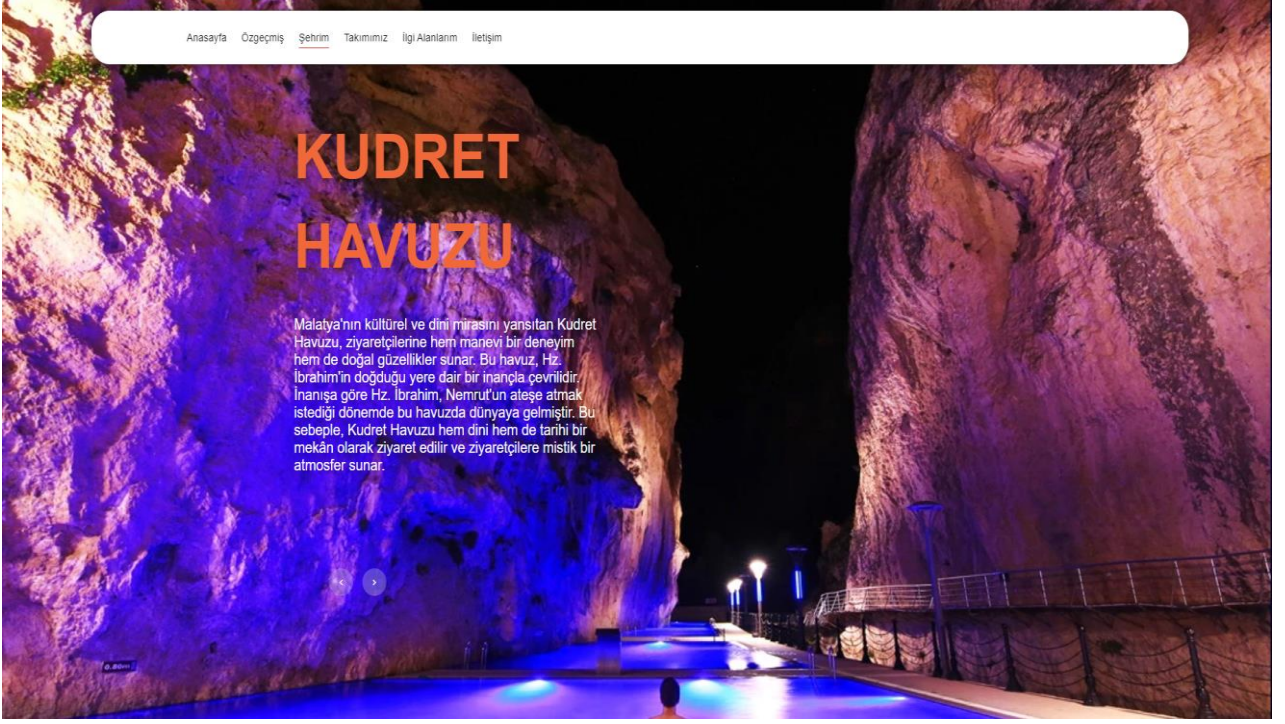 Anasayfa Özgeçmiş Şehrim Takımımız İlgi Alanlarım İletişim
KUDRET
HAVUZU
Malatya'nın kültürel ve dini mirasını yansıtan Kudret
Havuzu, ziyaretçilerine hem manevi bir deneyim
hem de doğal güzellikler sunar. Bu havuz, Hz.
İbrahim'in doğduğu yere dair bir inançla çevrilidir.
İnanışa göre Hz. İbrahim, Nemrut'un ateşe atmak
istediği dönemde bu havuzda dünyaya gelmiştir. Bu
sebeple, Kudret Havuzu hem dini hem de tarihi bir
mekân olarak ziyaret edilir ve ziyaretçilere mistik bir
atmosfer sunar.
‹ ›